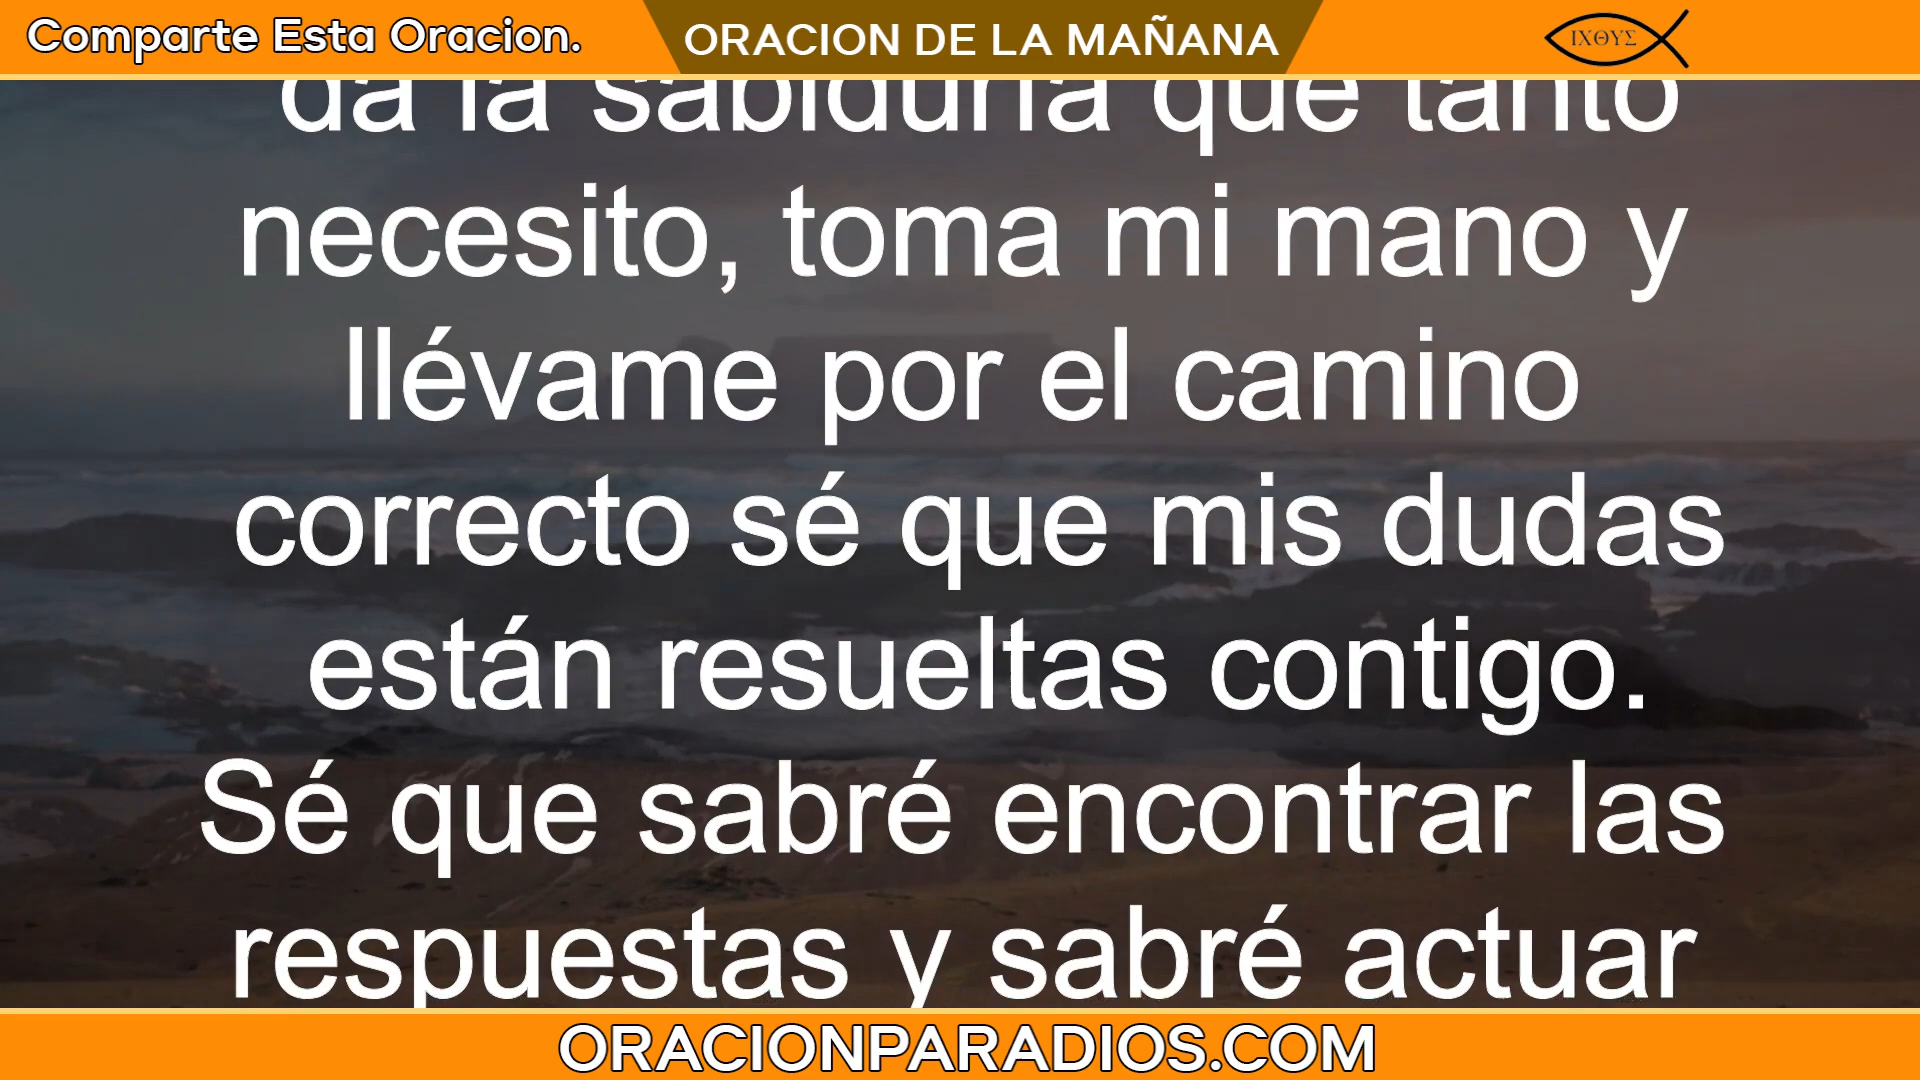 Comparte Esta Oracion.
ORACION DE LA MAÑANA
ΙΧΘΥΣ
da la sabiduría que tanto
necesito, toma mi mano y
llévame por el camino
correcto sé que mis dudas
están resueltas contigo.
Sé que sabré encontrar las
respuestas y sabré actuar
ORACIONPARADIOS.COM